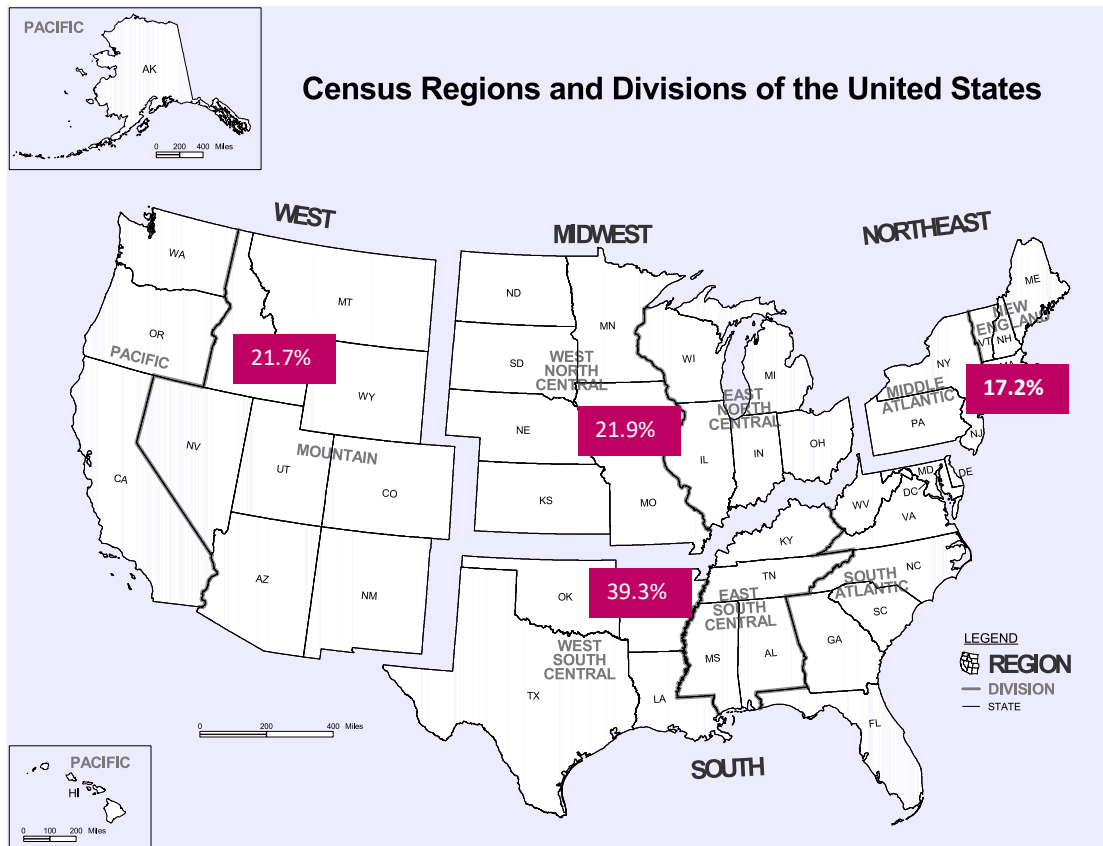 PACIFIC
AK
0 200 400 Miles
Census Regions and Divisions of the United States
WEST
MIDWEST
NORTHEAST
WA
MT
ND
MN
ME
OR
PACIFIC
21.7%
SD
WEST
NORTH
CENTRAL
WI
MI
NY
NEW
ENGLAND
VT
NH
17.2%
MIDDLE
ATLANTIC
WY
NE
21.9%
EAST
NORTH
CENTRAL
PA
NJ
NV
MOUNTAIN
UT
CO
CA
KS
MO
IL
IN
OH
MD
DE
DC
WV
VA
KY
AZ
NM
OK
39.3%
TN
EAST
SOUTH
CENTRAL
SOUTH
ATLANTIC
NC
SC
WEST
SOUTH
CENTRAL
TX
LA
MS
AL
GA
FL
LEGEND
REGION
DIVISION
STATE
0 200 400 Miles
SOUTH
PACIFIC
HI
0 100 200 Miles